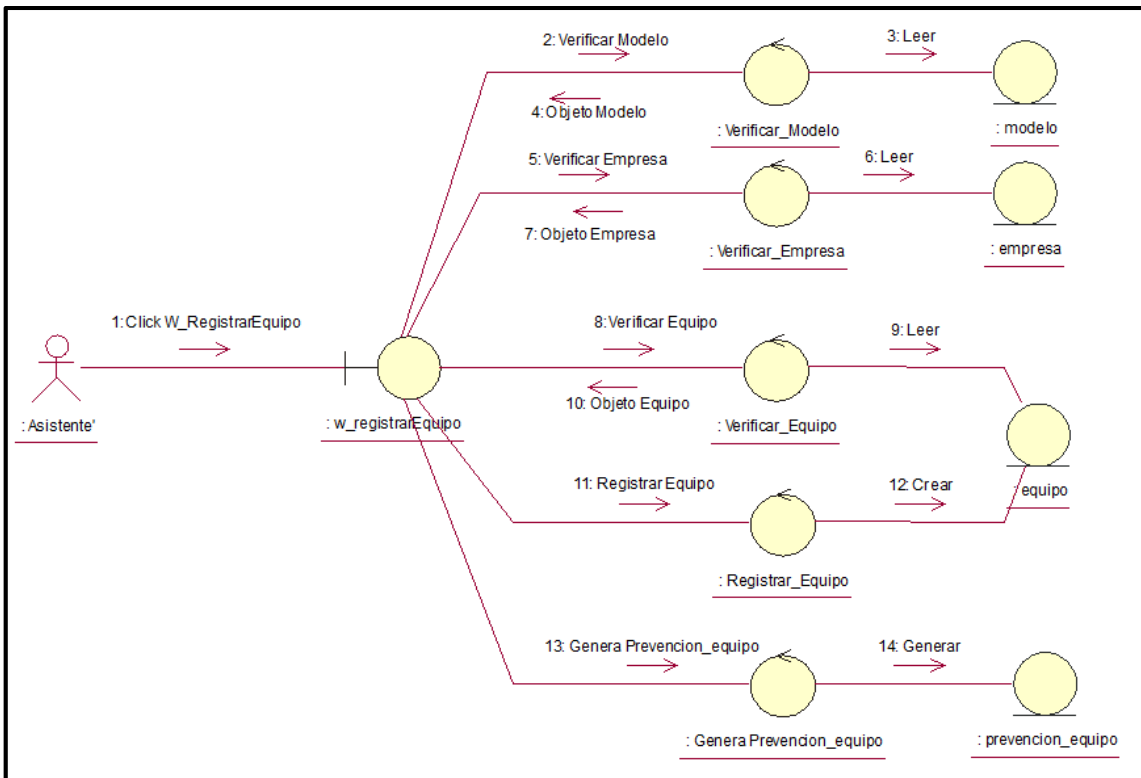 2: Verificar Modelo
3: Leer
4: Objeto Modelo
: Verificar_Modelo
: modelo
5: Verificar Empresa
6: Leer
7: Objeto Empresa
: Verificar_Empresa
: empresa
1: Click W_RegistrarEquipo
8: Verificar Equipo
9: Leer
10: Objeto Equipo
: Asistente'
: w_registrarEquipo
: Verificar_Equipo
11: Registrar Equipo
12: Crear
: equipo
: Registrar_Equipo
13: Genera Prevencion_equipo
14: Generar
: Genera Prevencion_equipo
: prevencion_equipo